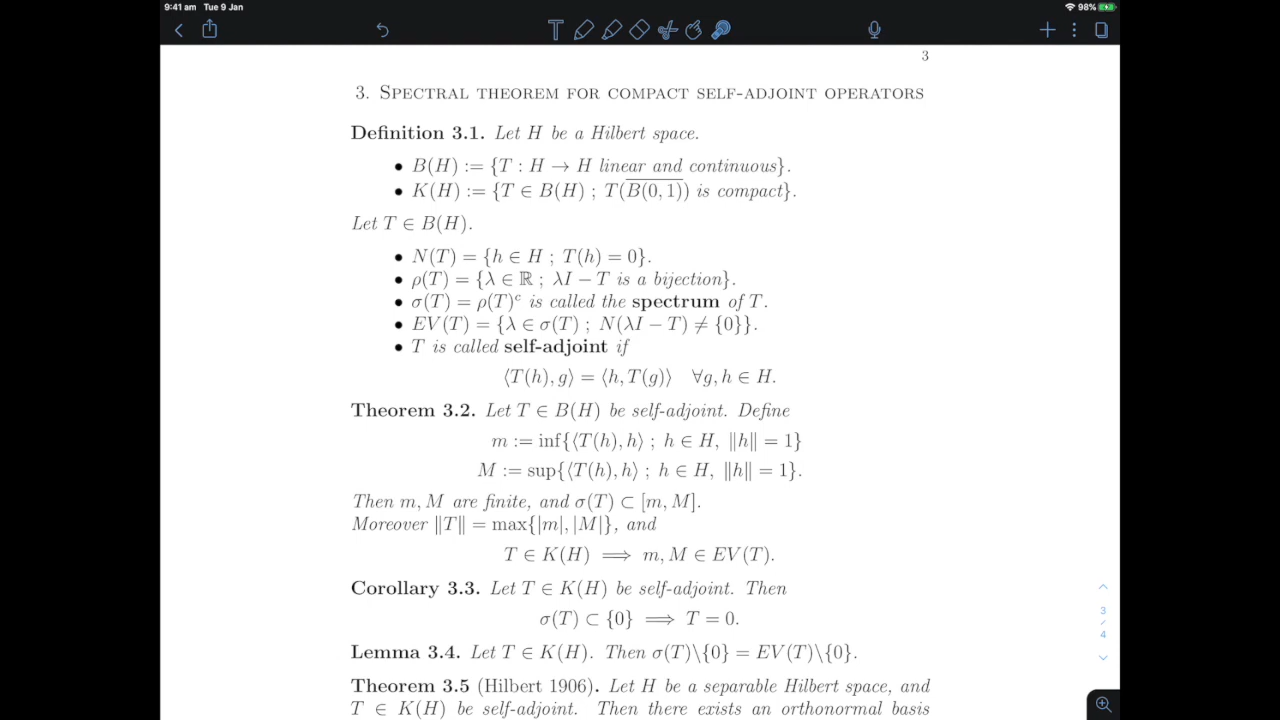 9:41 am Tue 9 Jan
98%
3
3. SPECTRAL THEOREM FOR COMPACT SELF-ADJOINT OPERATORS
Definition 3.1. Let H be a Hilbert space.
• B(H) := {T : H → H linear and continuous}.
• K(H) := {T ∈ B(H) ; T(\overline{B(0, 1)}) is compact}.
Let T ∈ B(H).
• N(T) = {h ∈ H ; T(h) = 0}.
• ρ(T) = {λ ∈ ℝ ; λI − T is a bijection}.
• σ(T) = ρ(T)ᶜ is called the spectrum of T.
• EV(T) = {λ ∈ σ(T) ; N(λI − T) ≠ {0}}.
• T is called self-adjoint if
⟨T(h), g⟩ = ⟨h, T(g)⟩ ∀g, h ∈ H.
Theorem 3.2. Let T ∈ B(H) be self-adjoint. Define
m := inf{⟨T(h), h⟩ ; h ∈ H, ‖h‖ = 1}
M := sup{⟨T(h), h⟩ ; h ∈ H, ‖h‖ = 1}.
Then m, M are finite, and σ(T) ⊂ [m, M].
Moreover ‖T‖ = max{|m|, |M|}, and
T ∈ K(H) ⟹ m, M ∈ EV(T).
Corollary 3.3. Let T ∈ K(H) be self-adjoint. Then
σ(T) ⊂ {0} ⟹ T = 0.
Lemma 3.4. Let T ∈ K(H). Then σ(T)\{0} = EV(T)\{0}.
Theorem 3.5 (Hilbert 1906). Let H be a separable Hilbert space, and
T ∈ K(H) be self-adjoint. Then there exists an orthonormal basis
3
/
4